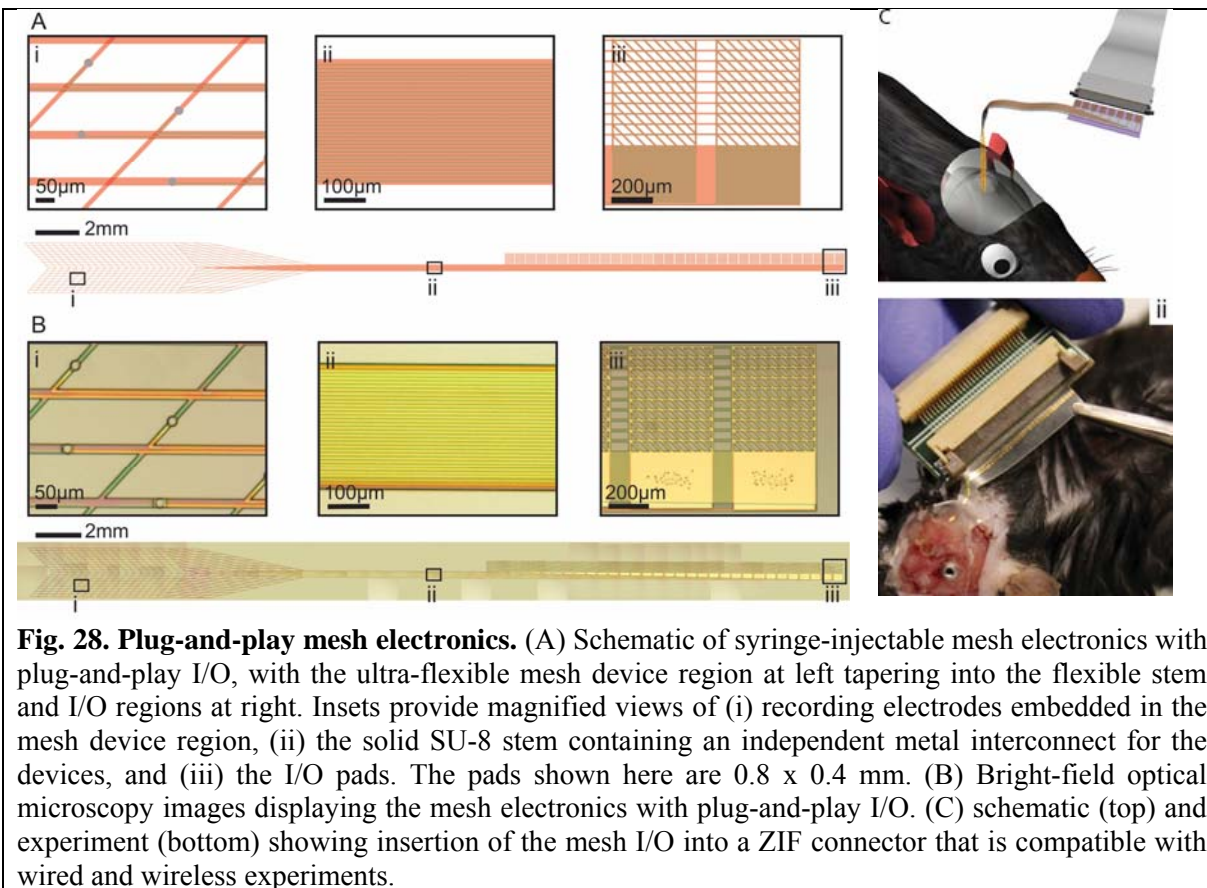 A
i
50µm
ii
100µm
iii
200µm
2mm
i
ii
iii
B
i
50µm
ii
100µm
iii
200µm
2mm
i
ii
iii
C
ii
Fig. 28. Plug-and-play mesh electronics. (A) Schematic of syringe-injectable mesh electronics with
plug-and-play I/O, with the ultra-flexible mesh device region at left tapering into the flexible stem
and I/O regions at right. Insets provide magnified views of (i) recording electrodes embedded in the
mesh device region, (ii) the solid SU-8 stem containing an independent metal interconnect for the
devices, and (iii) the I/O pads. The pads shown here are 0.8 x 0.4 mm. (B) Bright-field optical
microscopy images displaying the mesh electronics with plug-and-play I/O. (C) schematic (top) and
experiment (bottom) showing insertion of the mesh I/O into a ZIF connector that is compatible with
wired and wireless experiments.